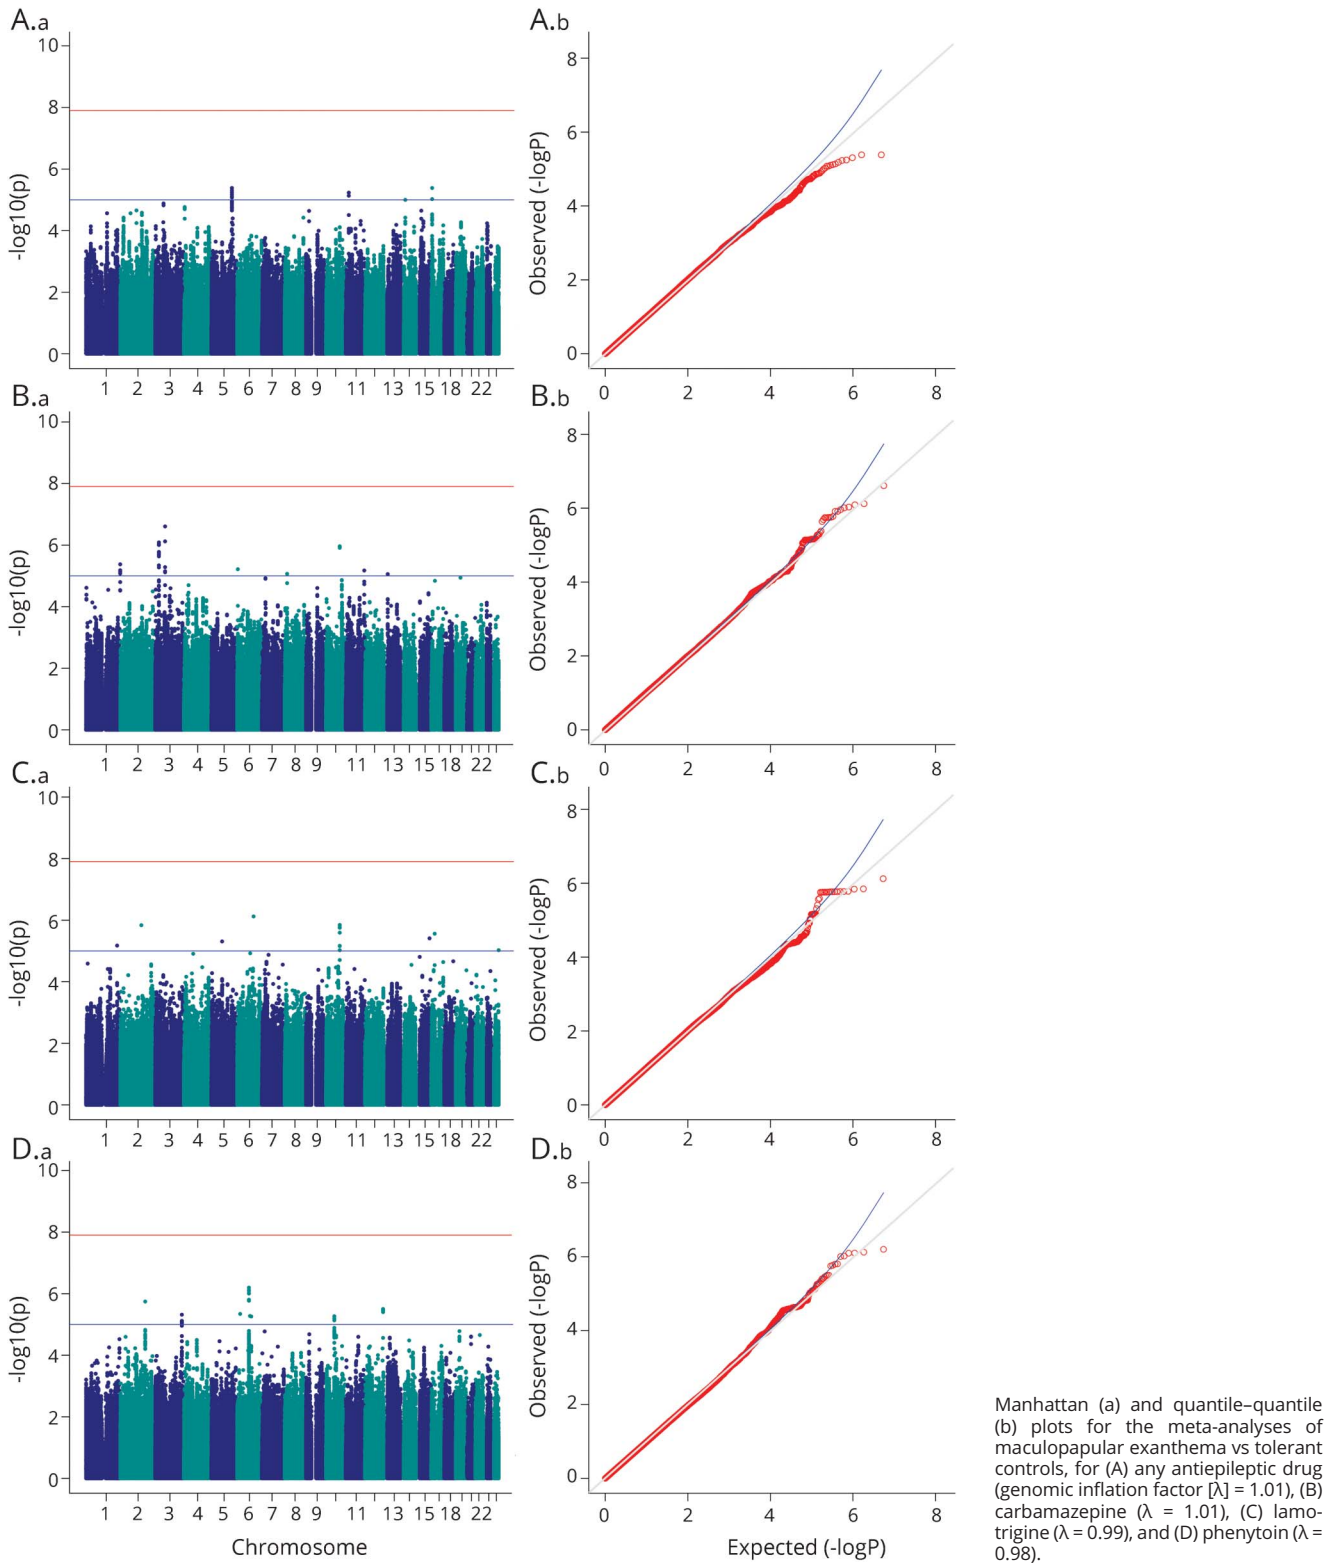 A.a
10
8
6
4
2
0
-log10(p)
1 2 3 4 5 6 7 8 9 11 13 15 18 22
A.b
8
6
4
2
0
Observed (-logP)
0 2 4 6 8
B.a
10
8
6
4
2
0
-log10(p)
1 2 3 4 5 6 7 8 9 11 13 15 18 22
B.b
8
6
4
2
0
Observed (-logP)
0 2 4 6 8
C.a
10
8
6
4
2
0
-log10(p)
1 2 3 4 5 6 7 8 9 11 13 15 18 22
C.b
8
6
4
2
0
Observed (-logP)
0 2 4 6 8
D.a
10
8
6
4
2
0
-log10(p)
1 2 3 4 5 6 7 8 9 11 13 15 18 22
Chromosome
D.b
8
6
4
2
0
Observed (-logP)
0 2 4 6 8
Expected (-logP)
Manhattan (a) and quantile–quantile
(b) plots for the meta-analyses of
maculopapular exanthema vs tolerant
controls, for (A) any antiepileptic drug
(genomic inflation factor [λ] = 1.01), (B)
carbamazepine (λ = 1.01), (C) lamo-
trigine (λ = 0.99), and (D) phenytoin (λ =
0.98).